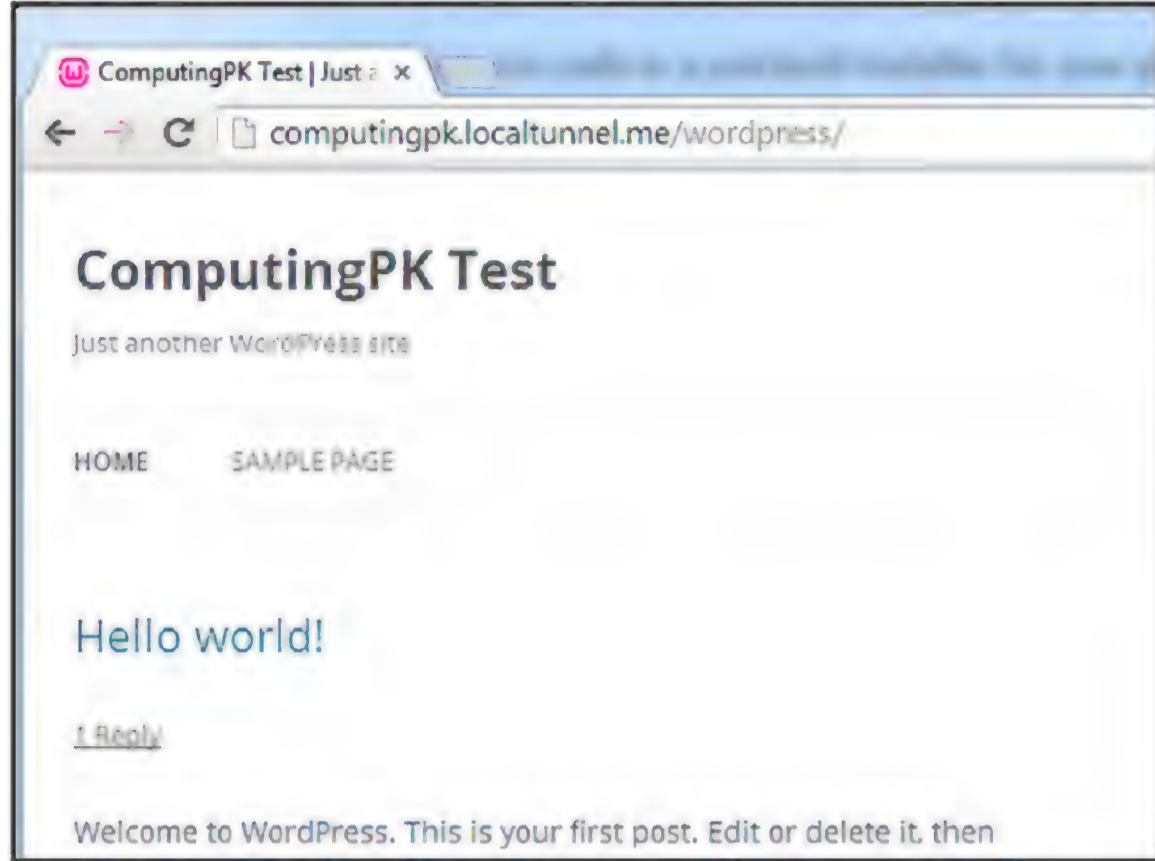 ComputingPK Test | Just a
computingpk.localtunnel.me/wordpress/
ComputingPK Test
Just another WordPress site
HOME SAMPLE PAGE
Hello world!
1 Reply
Welcome to WordPress. This is your first post. Edit or delete it, then